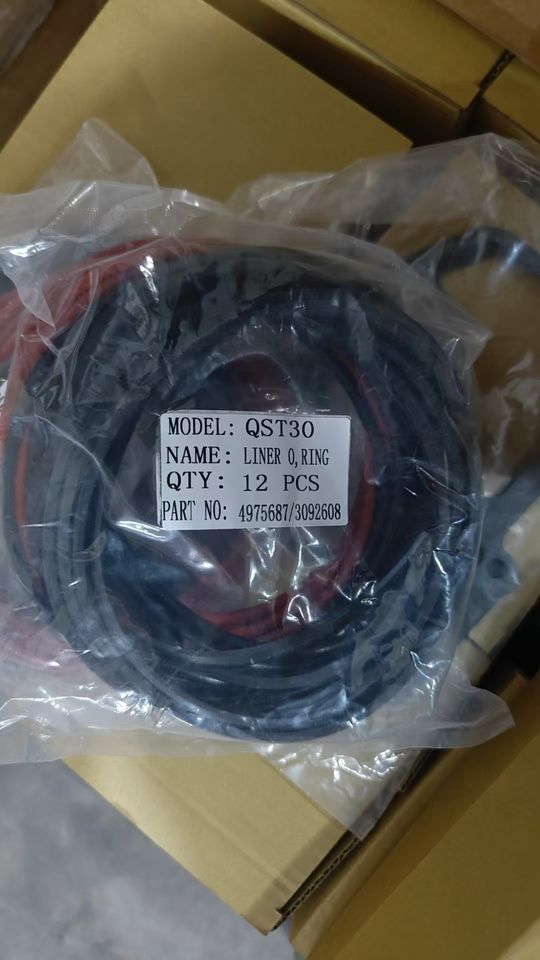 MODEL: QST30
NAME: LINER O,RING
QTY: 12 PCS
PART NO: 4975687/3092608